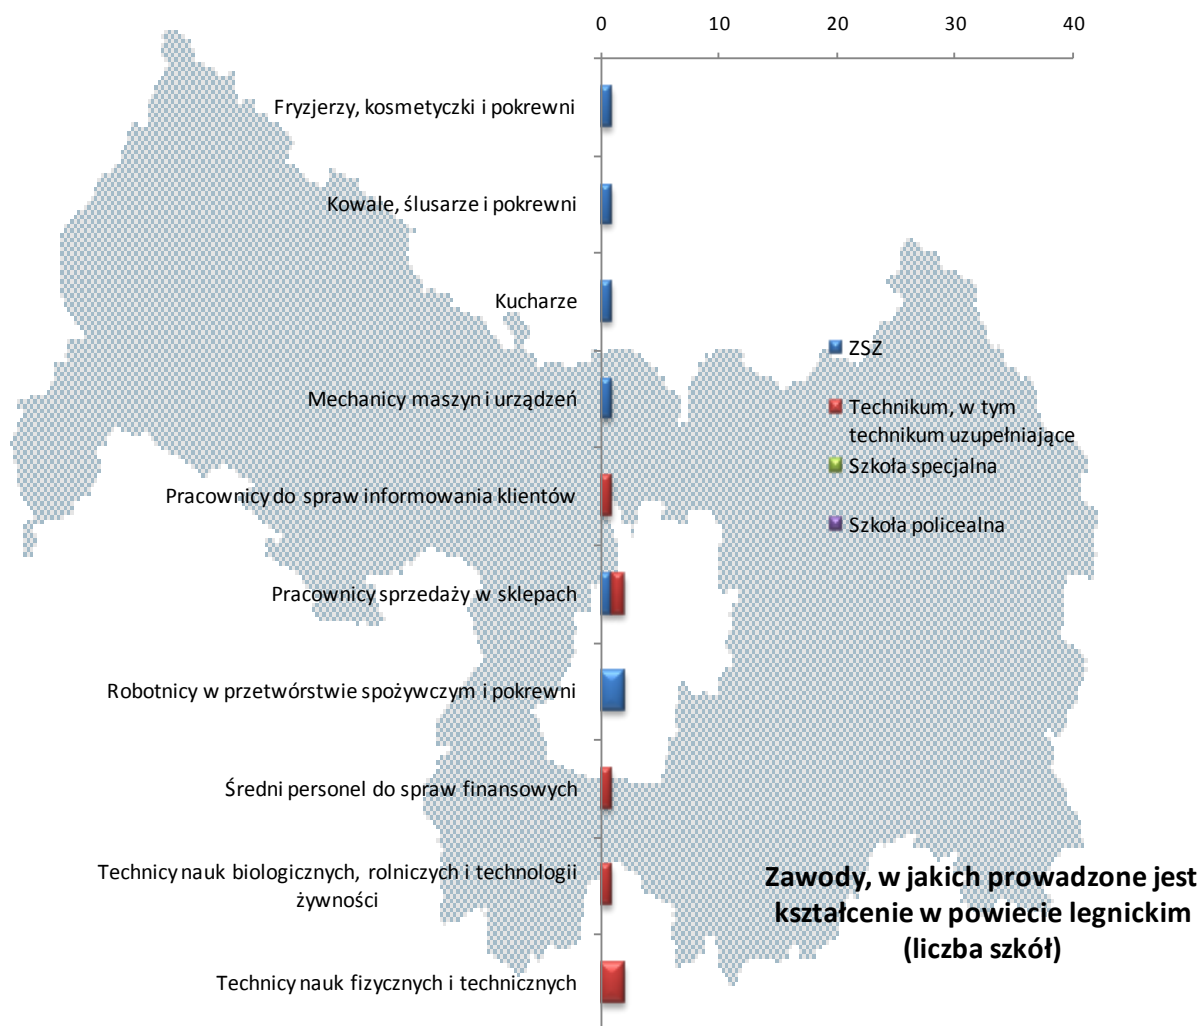 0 10 20 30 40
Fryzjerzy, kosmetyczki i pokrewni
Kowale, ślusarze i pokrewni
Kucharze
ZSZ
Mechanicy maszyn i urządzeń
Technikum, w tym
technikum uzupełniające
Szkoła specjalna
Pracownicy do spraw informowania klientów
Szkoła policealna
Pracownicy sprzedaży w sklepach
Robotnicy w przetwórstwie spożywczym i pokrewni
Średni personel do spraw finansowych
Technicy nauk biologicznych, rolniczych i technologii
żywności
Zawody, w jakich prowadzone jest
kształcenie w powiecie legnickim
(liczba szkół)
Technicy nauk fizycznych i technicznych